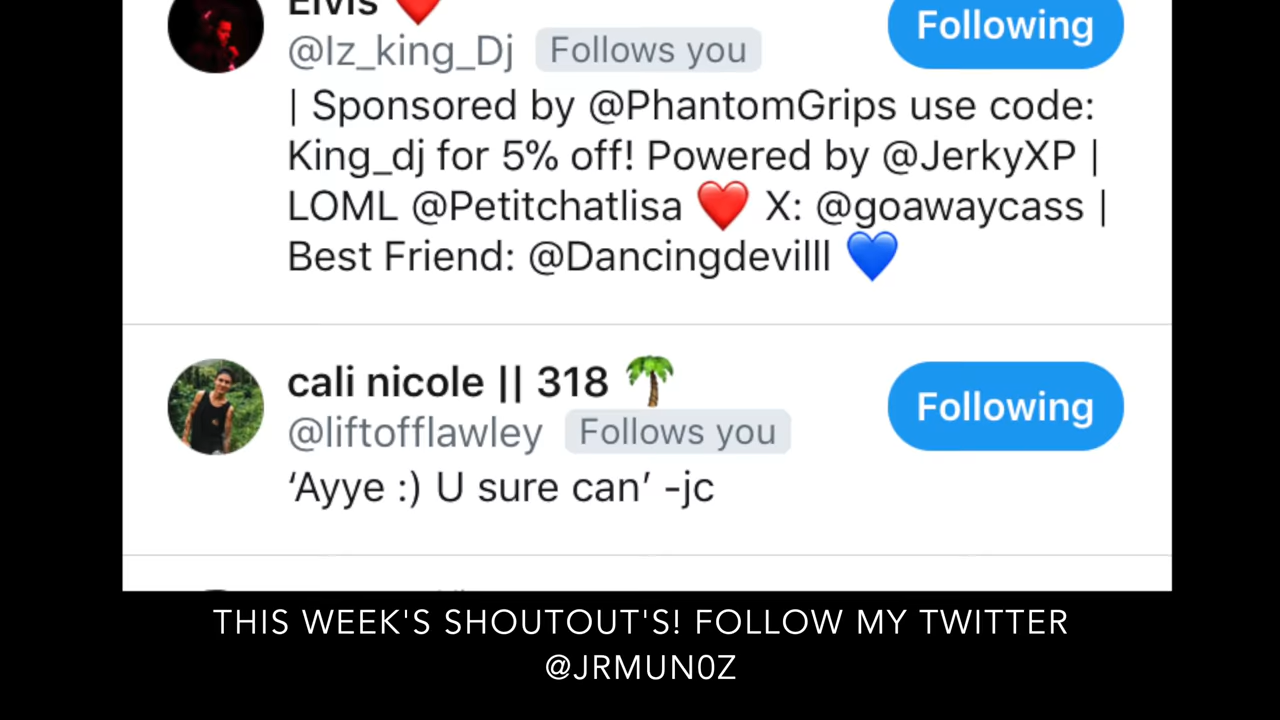 Elvis ❤️
Following
@Iz_king_Dj Follows you
| Sponsored by @PhantomGrips use code:
King_dj for 5% off! Powered by @JerkyXP |
LOML @Petitchatlisa ❤️ X: @goawaycass |
Best Friend: @Dancingdevilll 💙
cali nicole || 318 🌴
Following
@liftofflawley Follows you
‘Ayye :) U sure can’ -jc
THIS WEEK'S SHOUTOUT'S! FOLLOW MY TWITTER
@JRMUN0Z